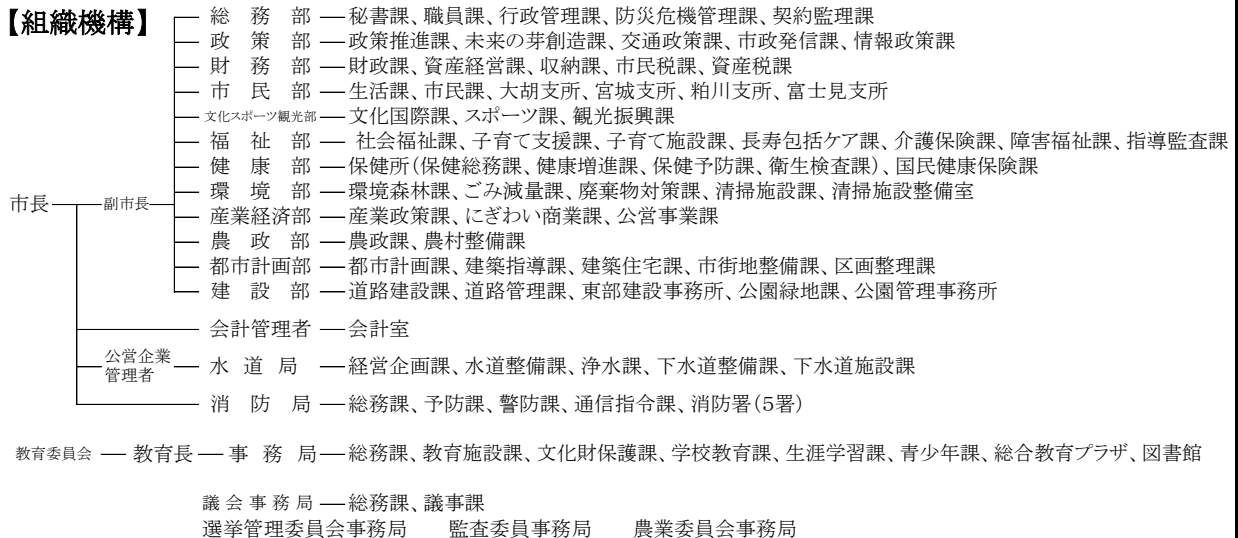 【組織機構】
総務部 秘書課、職員課、行政管理課、防災危機管理課、契約監理課
政策部 政策推進課、未来の芽創造課、交通政策課、市政発信課、情報政策課
財務部 財政課、資産経営課、収納課、市民税課、資産税課
市民部 生活課、市民課、大胡支所、宮城支所、粕川支所、富士見支所
文化スポーツ観光部 文化国際課、スポーツ課、観光振興課
福祉部 社会福祉課、子育て支援課、子育て施設課、長寿包括ケア課、介護保険課、障害福祉課、指導監査課
健康部 保健所(保健総務課、健康増進課、保健予防課、衛生検査課)、国民健康保険課
環境部 環境森林課、ごみ減量課、廃棄物対策課、清掃施設課、清掃施設整備室
市長 副市長
産業経済部 産業政策課、にぎわい商業課、公営事業課
農政部 農政課、農村整備課
都市計画部 都市計画課、建築指導課、建築住宅課、市街地整備課、区画整理課
建設部 道路建設課、道路管理課、東部建設事務所、公園緑地課、公園管理事務所
会計管理者 会計室
公営企業
管理者
水道局 経営企画課、水道整備課、浄水課、下水道整備課、下水道施設課
消防局 総務課、予防課、警防課、通信指令課、消防署(5署)
教育委員会 教育長 事務局 総務課、教育施設課、文化財保護課、学校教育課、生涯学習課、青少年課、総合教育プラザ、図書館
議会事務局 総務課、議事課
選挙管理委員会事務局 監査委員事務局 農業委員会事務局